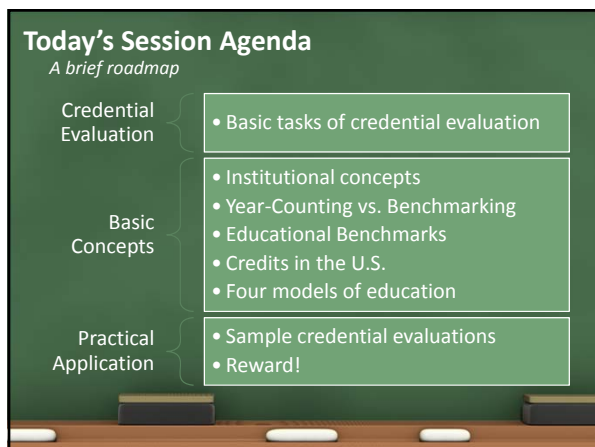 Today's Session Agenda
A brief roadmap
Credential
Evaluation
• Basic tasks of credential evaluation
Basic
Concepts
• Institutional concepts
• Year-Counting vs. Benchmarking
• Educational Benchmarks
• Credits in the U.S.
• Four models of education
Practical
Application
• Sample credential evaluations
• Reward!